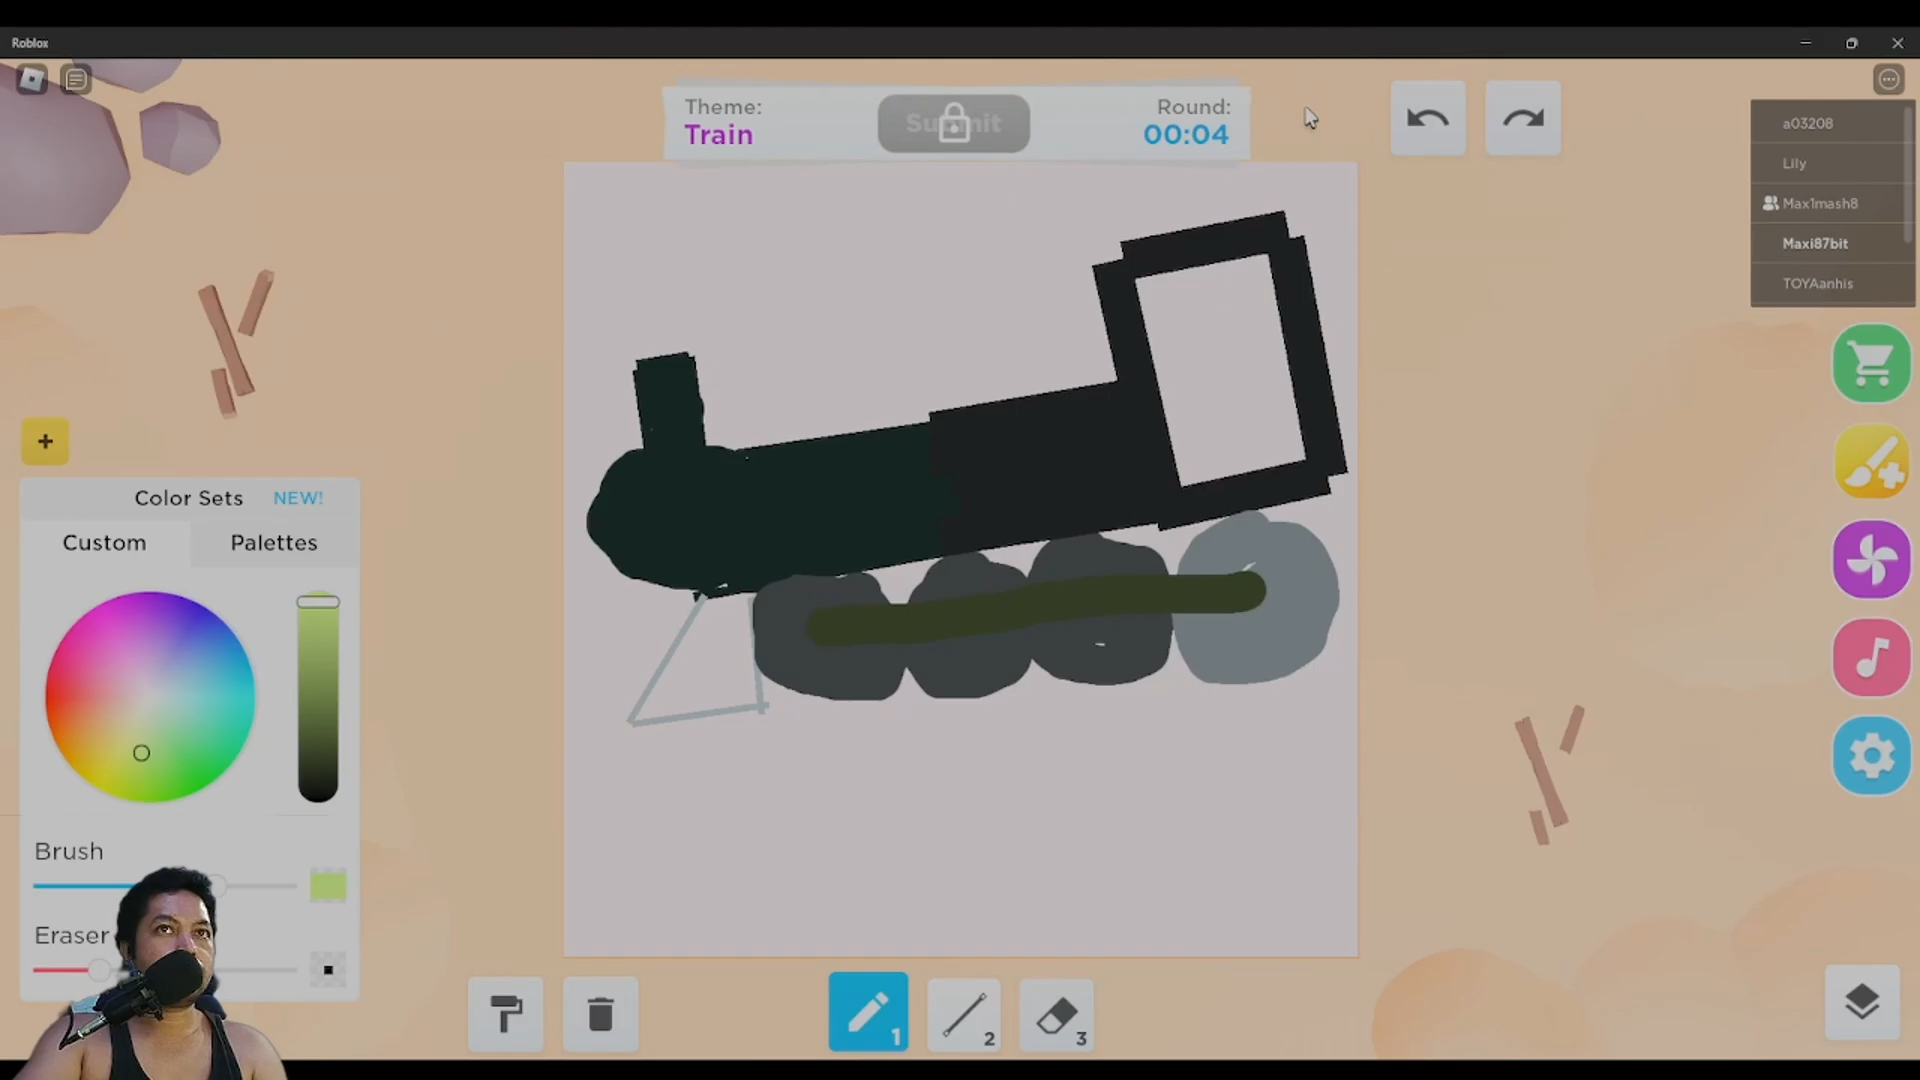 Roblox
Theme:
Train
Submit
Round:
00:04
a03208
Lily
Max1mash8
Maxi87bit
TOYAanhis
+
Color Sets NEW!
Custom
Palettes
Brush
Eraser
1
2
3